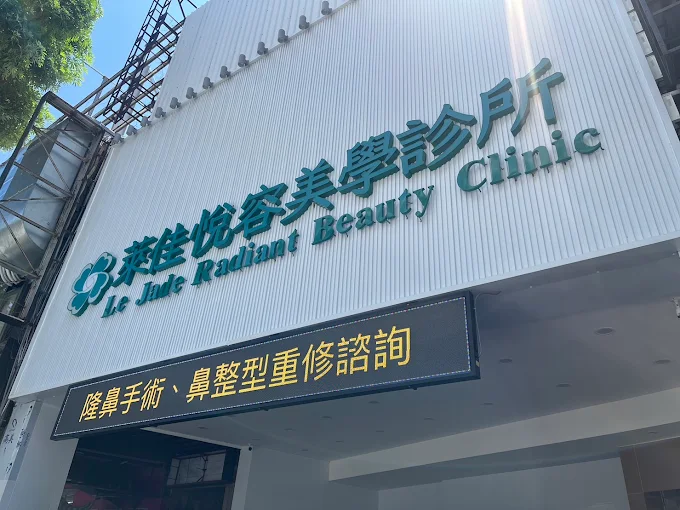 萊佳悅容美學診所
Le Jade Radiant Beauty Clinic
隆鼻手術、鼻整型重修諮詢